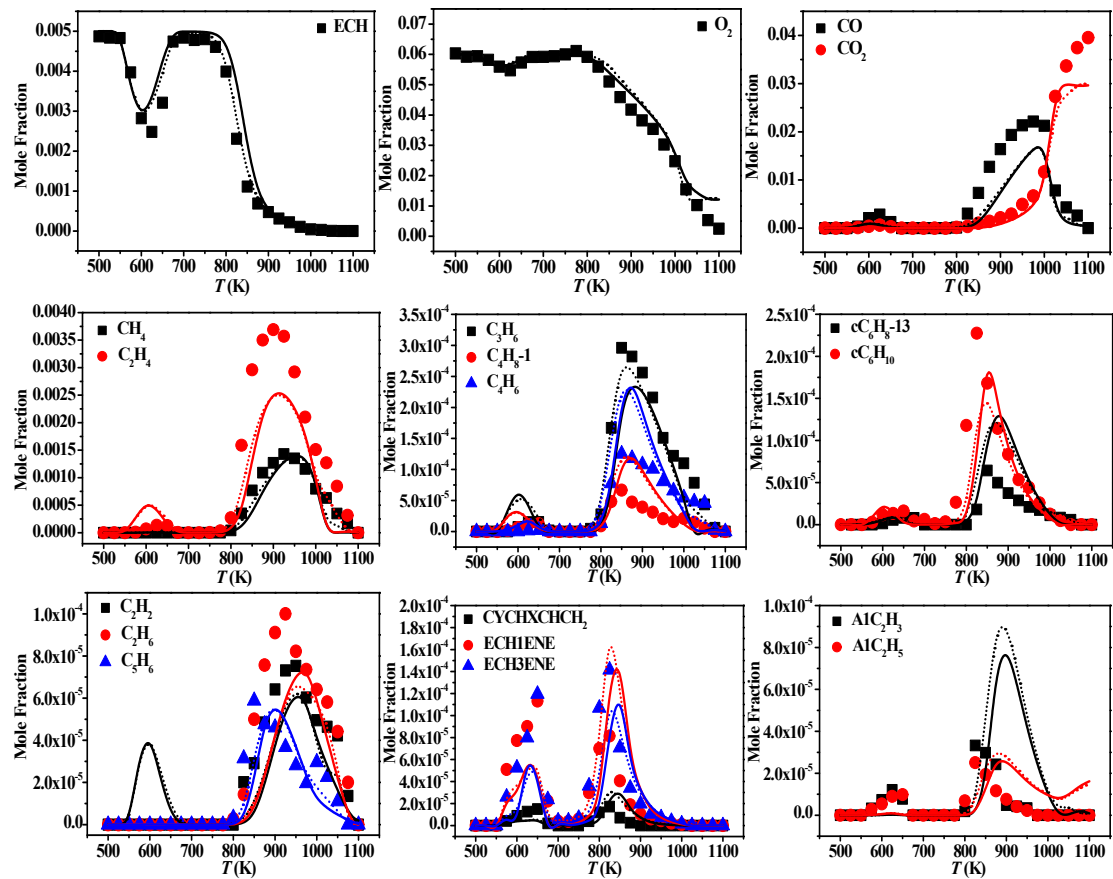 ECH
Mole Fraction
0.005
0.004
0.003
0.002
0.001
0.000
500 600 700 800 900 1000 1100
T (K)
O₂
Mole Fraction
0.07
0.06
0.05
0.04
0.03
0.02
0.01
0.00
500 600 700 800 900 1000 1100
T (K)
CO
CO₂
Mole Fraction
0.04
0.03
0.02
0.01
0.00
500 600 700 800 900 1000 1100
T (K)
CH₄
C₂H₄
Mole Fraction
0.0040
0.0035
0.0030
0.0025
0.0020
0.0015
0.0010
0.0005
0.0000
500 600 700 800 900 1000 1100
T (K)
C₃H₆
C₄H₈-1
C₄H₆
Mole Fraction
3.5x10⁻⁴
3.0x10⁻⁴
2.5x10⁻⁴
2.0x10⁻⁴
1.5x10⁻⁴
1.0x10⁻⁴
5.0x10⁻⁵
0.0
500 600 700 800 900 1000 1100
T (K)
cC₆H₈-13
cC₆H₁₀
Mole Fraction
2.5x10⁻⁴
2.0x10⁻⁴
1.5x10⁻⁴
1.0x10⁻⁴
5.0x10⁻⁵
0.0
500 600 700 800 900 1000 1100
T (K)
C₂H₂
C₂H₆
C₅H₆
Mole Fraction
1.0x10⁻⁴
8.0x10⁻⁵
6.0x10⁻⁵
4.0x10⁻⁵
2.0x10⁻⁵
0.0
500 600 700 800 900 1000 1100
T (K)
CYCHXCHCH₂
ECH1ENE
ECH3ENE
Mole Fraction
2.0x10⁻⁴
1.8x10⁻⁴
1.6x10⁻⁴
1.4x10⁻⁴
1.2x10⁻⁴
1.0x10⁻⁴
8.0x10⁻⁵
6.0x10⁻⁵
4.0x10⁻⁵
2.0x10⁻⁵
0.0
500 600 700 800 900 1000 1100
T (K)
A1C₂H₃
A1C₂H₅
Mole Fraction
1.0x10⁻⁴
8.0x10⁻⁵
6.0x10⁻⁵
4.0x10⁻⁵
2.0x10⁻⁵
0.0
500 600 700 800 900 1000 1100
T (K)